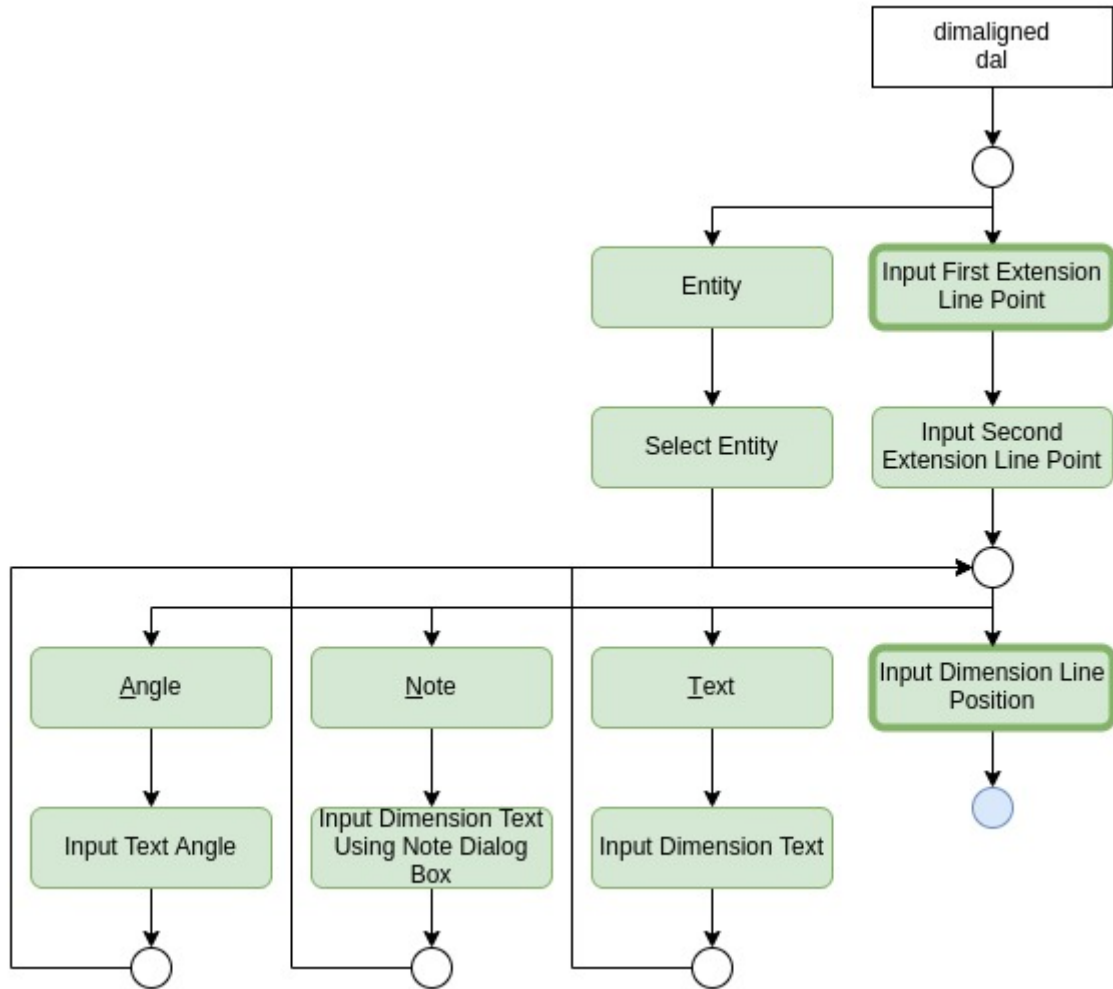 dimaligned
dal
Entity
Input First Extension
Line Point
Select Entity
Input Second
Extension Line Point
Angle
Note
Text
Input Dimension Line
Position
Input Text Angle
Input Dimension Text
Using Note Dialog
Box
Input Dimension Text